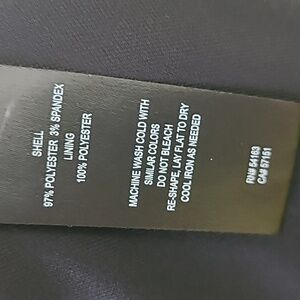 SHELL
97% POLYESTER 3% SPANDEX
LINING
100% POLYESTER
MACHINE WASH COLD WITH
SIMILAR COLORS
DO NOT BLEACH
RE-SHAPE, LAY FLAT TO DRY
COOL IRON AS NEEDED
RN# 54163
CA# 57161